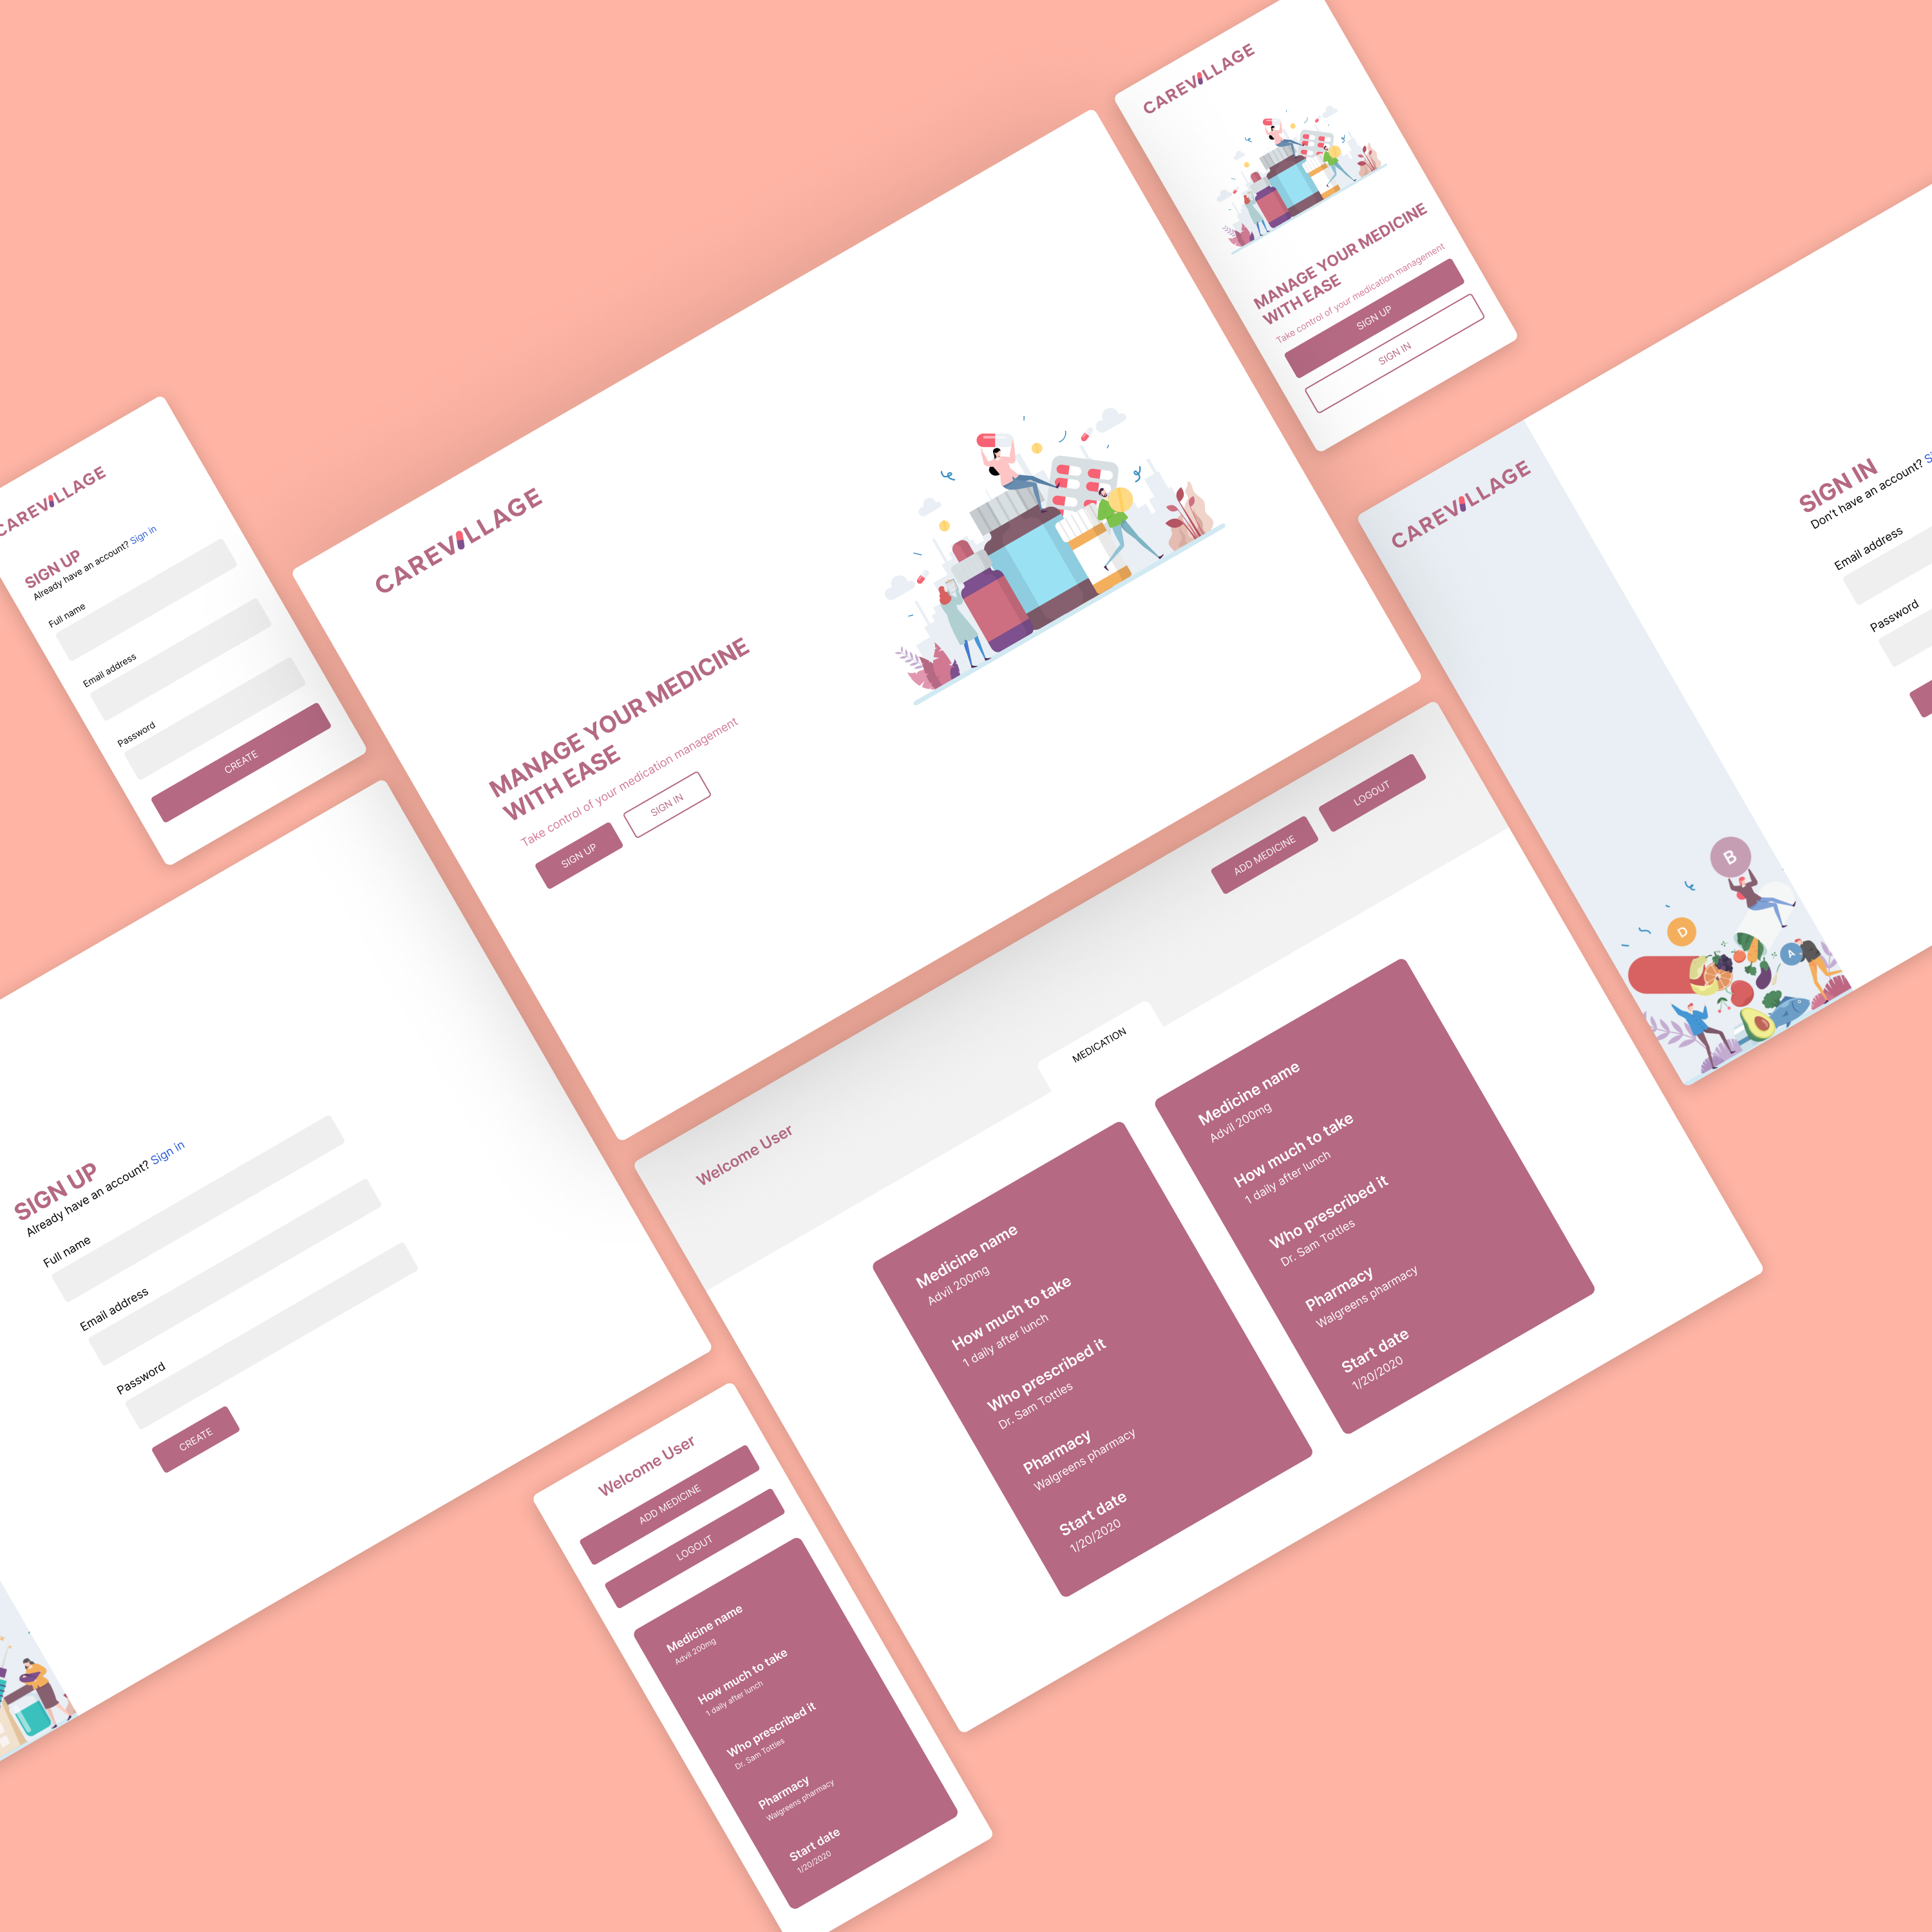 CAREVILLAGE
MANAGE YOUR MEDICINE
WITH EASE
Take control of your medication management
SIGN UP
SIGN IN
CAREVILLAGE
SIGN UP
Already have an account? Sign in
Full name
Email address
Password
CREATE
CAREVILLAGE
MANAGE YOUR MEDICINE
WITH EASE
Take control of your medication management
SIGN UP
SIGN IN
CAREVILLAGE
SIGN IN
Don't have an account?
Email address
Password
B
D
A
SIGN UP
Already have an account? Sign in
Full name
Email address
Password
CREATE
Welcome User
ADD MEDICINE
LOGOUT
MEDICATION
Medicine name
Advil 200mg
How much to take
1 daily after lunch
Who prescribed it
Dr. Sam Tottles
Pharmacy
Walgreens pharmacy
Start date
1/20/2020
Medicine name
Advil 200mg
How much to take
1 daily after lunch
Who prescribed it
Dr. Sam Tottles
Pharmacy
Walgreens pharmacy
Start date
1/20/2020
Welcome User
ADD MEDICINE
LOGOUT
Medicine name
Advil 200mg
How much to take
1 daily after lunch
Who prescribed it
Dr. Sam Tottles
Pharmacy
Walgreens pharmacy
Start date
1/20/2020